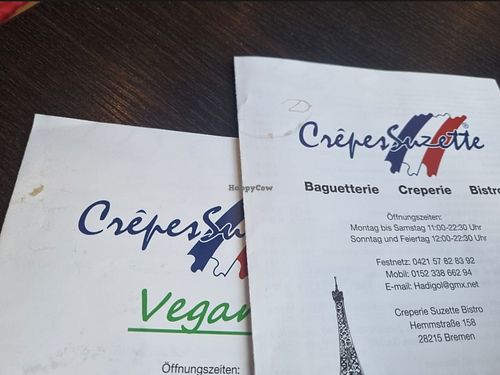 CrêpesSuzette
Baguetterie Creperie Bistro
Öffnungszeiten:
Montag bis Samstag 11:00-22:30 Uhr
Sonntag und Feiertag 12:00-22:30 Uhr
Festnetz: 0421 57 82 83 92
Mobil: 0152 338 662 94
E-mail: Hadigol@gmx.net
Creperie Suzette Bistro
Hemmstraße 158
28215 Bremen
CrêpesSu
Vegan
Öffnungszeiten:
HappyCow